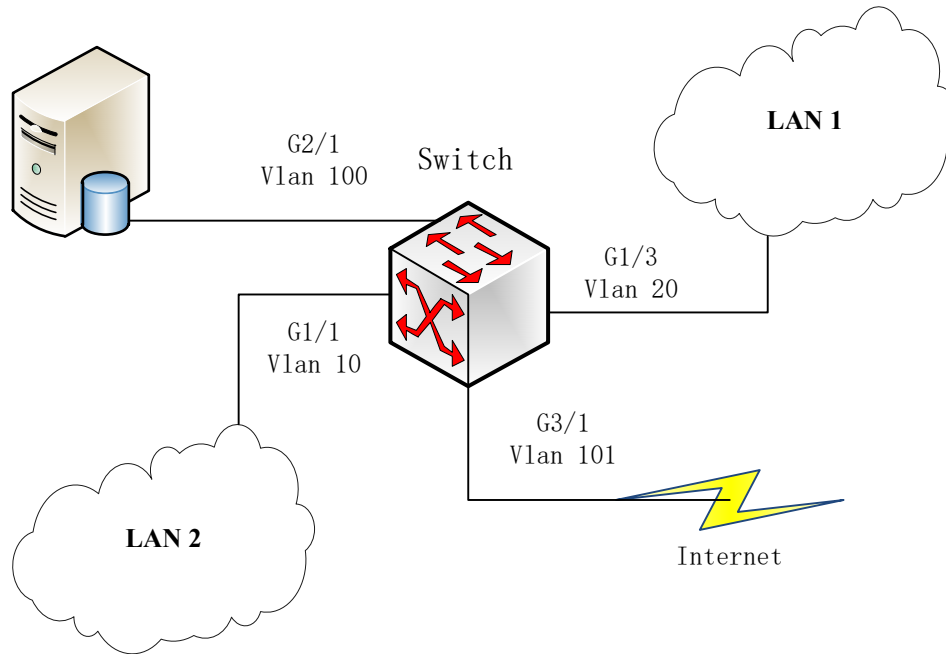 LAN 1
G2/1
Vlan 100
Switch
G1/3
Vlan 20
G1/1
Vlan 10
G3/1
Vlan 101
LAN 2
Internet